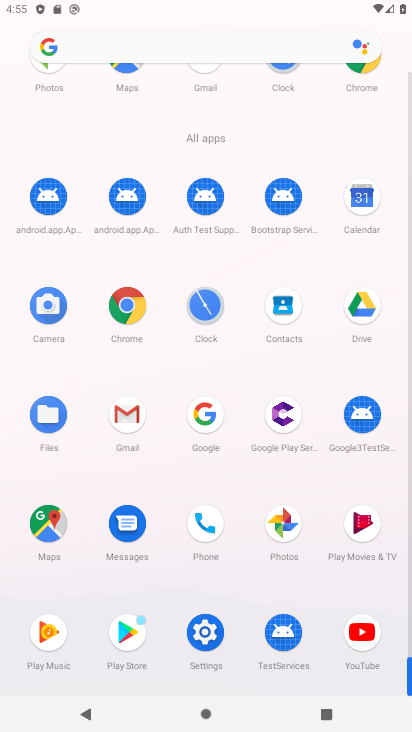 4:55
Photos Maps Gmail Clock Chrome
All apps
android.app.Ap... android.app.Ap... Auth Test Supp... Bootstrap Servi... Calendar
31
Camera Chrome Clock Contacts Drive
Files Gmail Google Google Play Ser... Google3TestSe...
Maps Messages Phone Photos Play Movies & TV
Play Music Play Store Settings TestServices YouTube